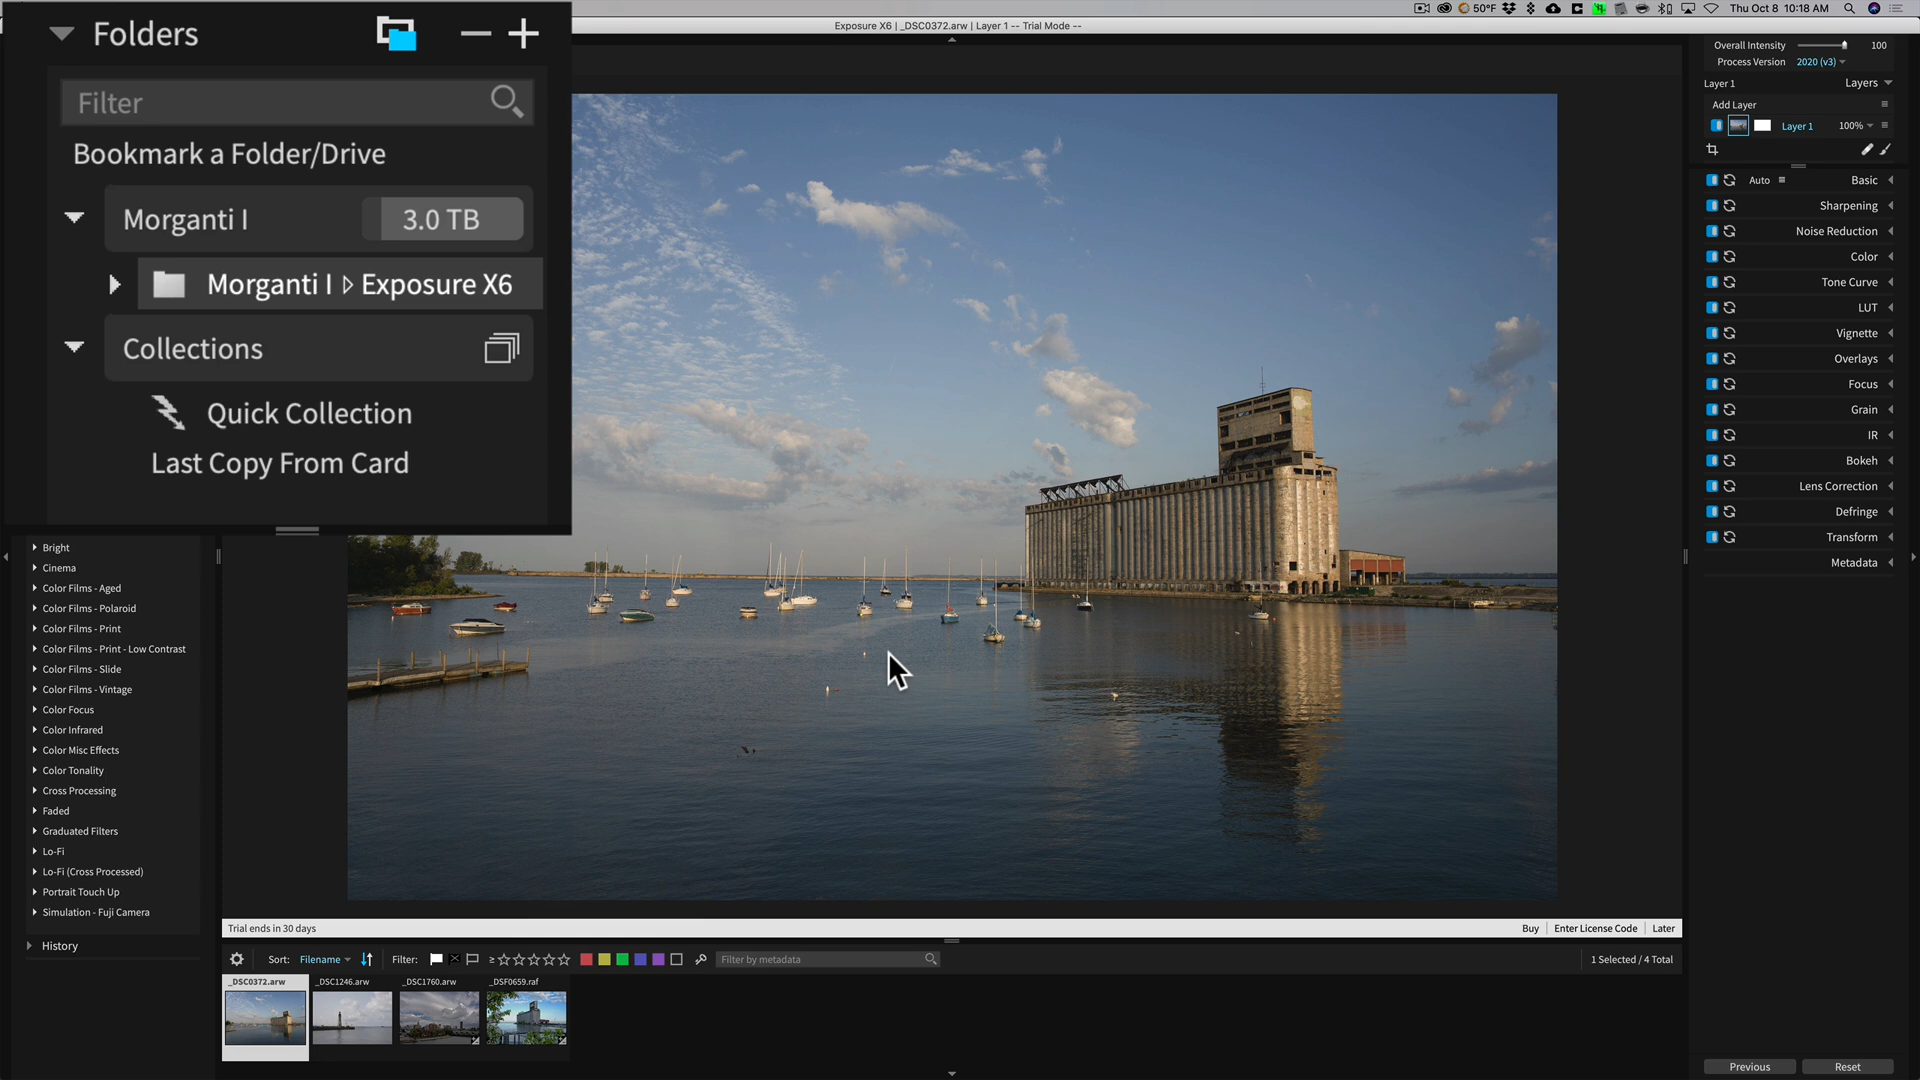 50°F
Thu Oct 8 10:18 AM
Exposure X6 | _DSC0372.arw | Layer 1 -- Trial Mode --
Folders
Filter
Bookmark a Folder/Drive
Morganti I
3.0 TB
Morganti I ▷ Exposure X6
Collections
Quick Collection
Last Copy From Card
Bright
Cinema
Color Films - Aged
Color Films - Polaroid
Color Films - Print
Color Films - Print - Low Contrast
Color Films - Slide
Color Films - Vintage
Color Focus
Color Infrared
Color Misc Effects
Color Tonality
Cross Processing
Faded
Graduated Filters
Lo-Fi
Lo-Fi (Cross Processed)
Portrait Touch Up
Simulation - Fuji Camera
History
Overall Intensity 100
Process Version 2020 (v3)
Layer 1 Layers
Add Layer
Layer 1 100%
Auto Basic
Sharpening
Noise Reduction
Color
Tone Curve
LUT
Vignette
Overlays
Focus
Grain
IR
Bokeh
Lens Correction
Defringe
Transform
Metadata
Trial ends in 30 days
Buy Enter License Code Later
Sort: Filename Filter: ≥ Filter by metadata 1 Selected / 4 Total
_DSC0372.arw _DSC1246.arw _DSC1760.arw _DSF0659.raf
Previous Reset